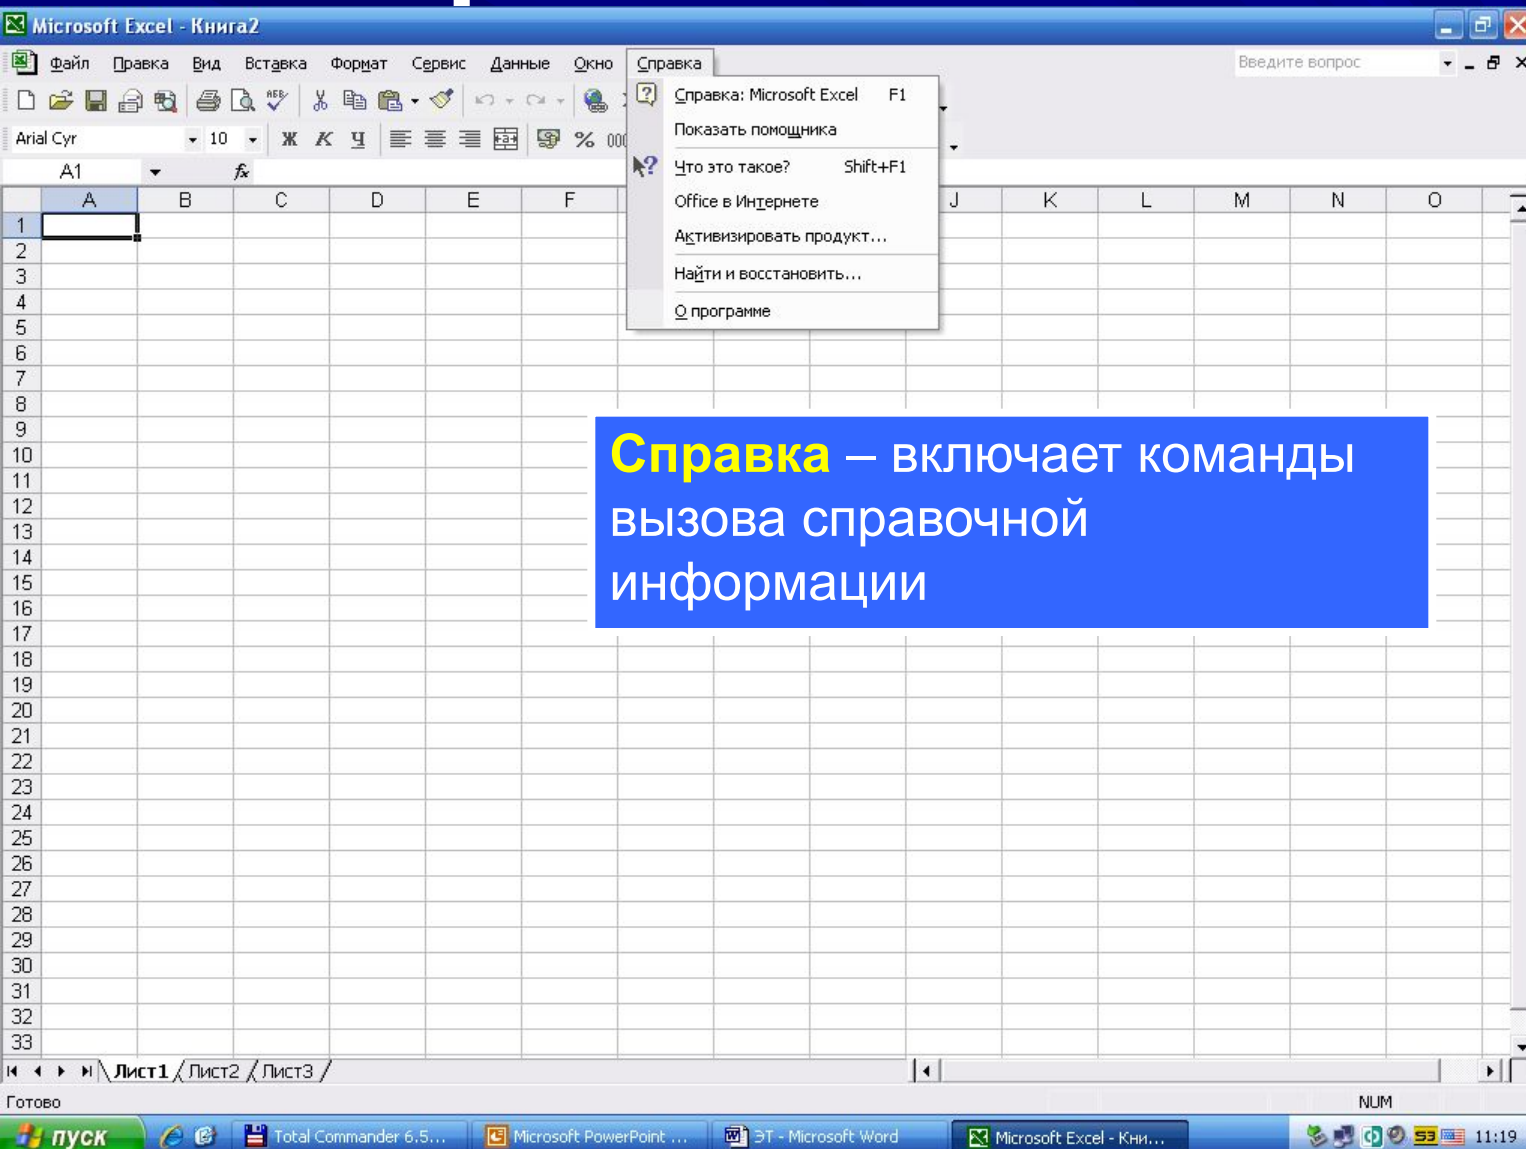 Microsoft Excel - Книга2
Файл Правка Вид Вставка Формат Сервис Данные Окно Справка Введите вопрос
Arial Cyr 10 Ж К Ч % 000
A1 fx
Справка: Microsoft Excel F1
Показать помощника
Что это такое? Shift+F1
Office в Интернете
Активизировать продукт...
Найти и восстановить...
О программе
A B C D E F J K L M N O
1
2
3
4
5
6
7
8
9
10
11
12
13
14
15
16
17
18
19
20
21
22
23
24
25
26
27
28
29
30
31
32
33
Справка – включает команды
вызова справочной
информации
Лист1 Лист2 Лист3
Готово NUM
пуск Total Commander 6.5... Microsoft PowerPoint ... ЭТ - Microsoft Word Microsoft Excel - Кни... 53 11:19